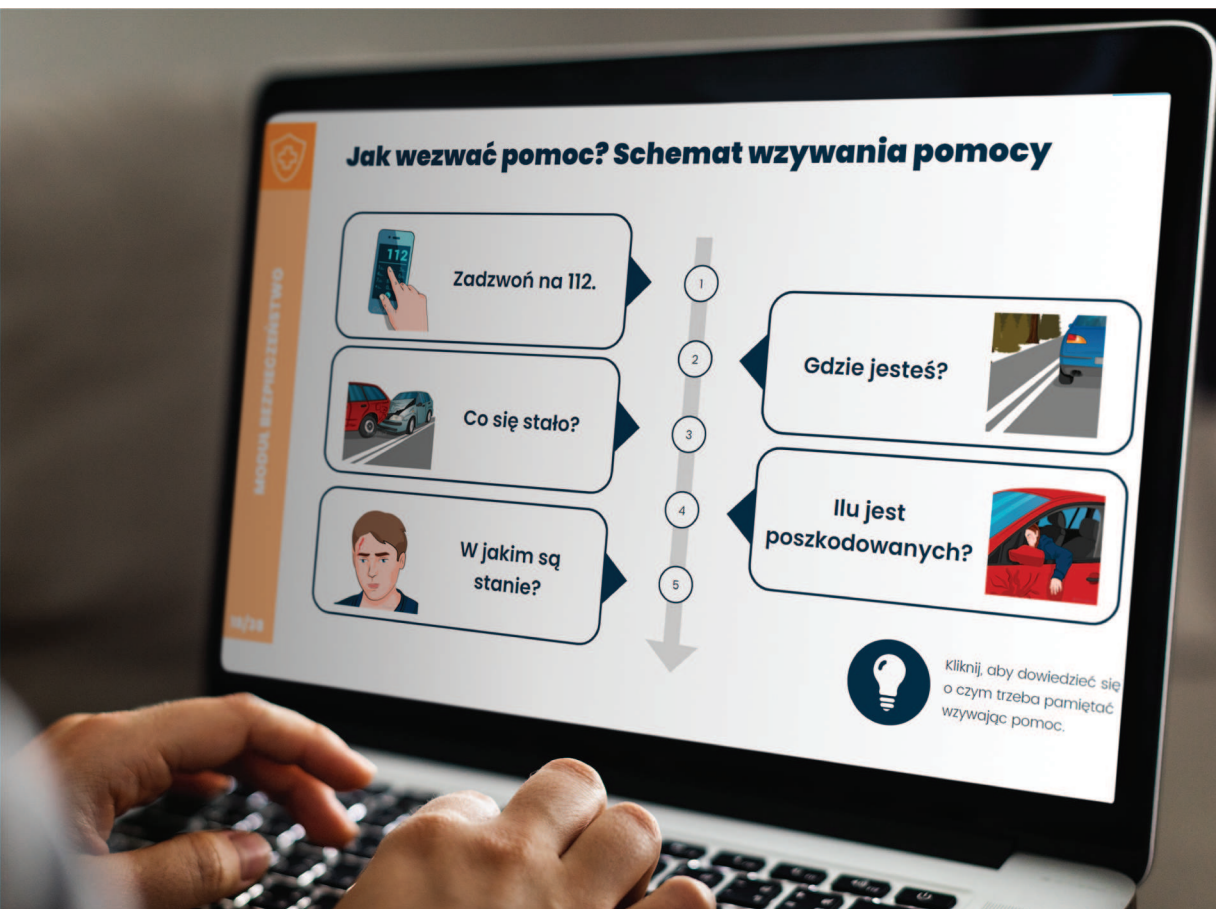 Jak wezwać pomoc? Schemat wzywania pomocy
MODUŁ BEZPIECZEŃSTWO
112
Zadzwoń na 112.
1
2
Gdzie jesteś?
Co się stało?
3
4
Ilu jest
poszkodowanych?
W jakim są
stanie?
5
Kliknij, aby dowiedzieć się
o czym trzeba pamiętać
wzywając pomoc.